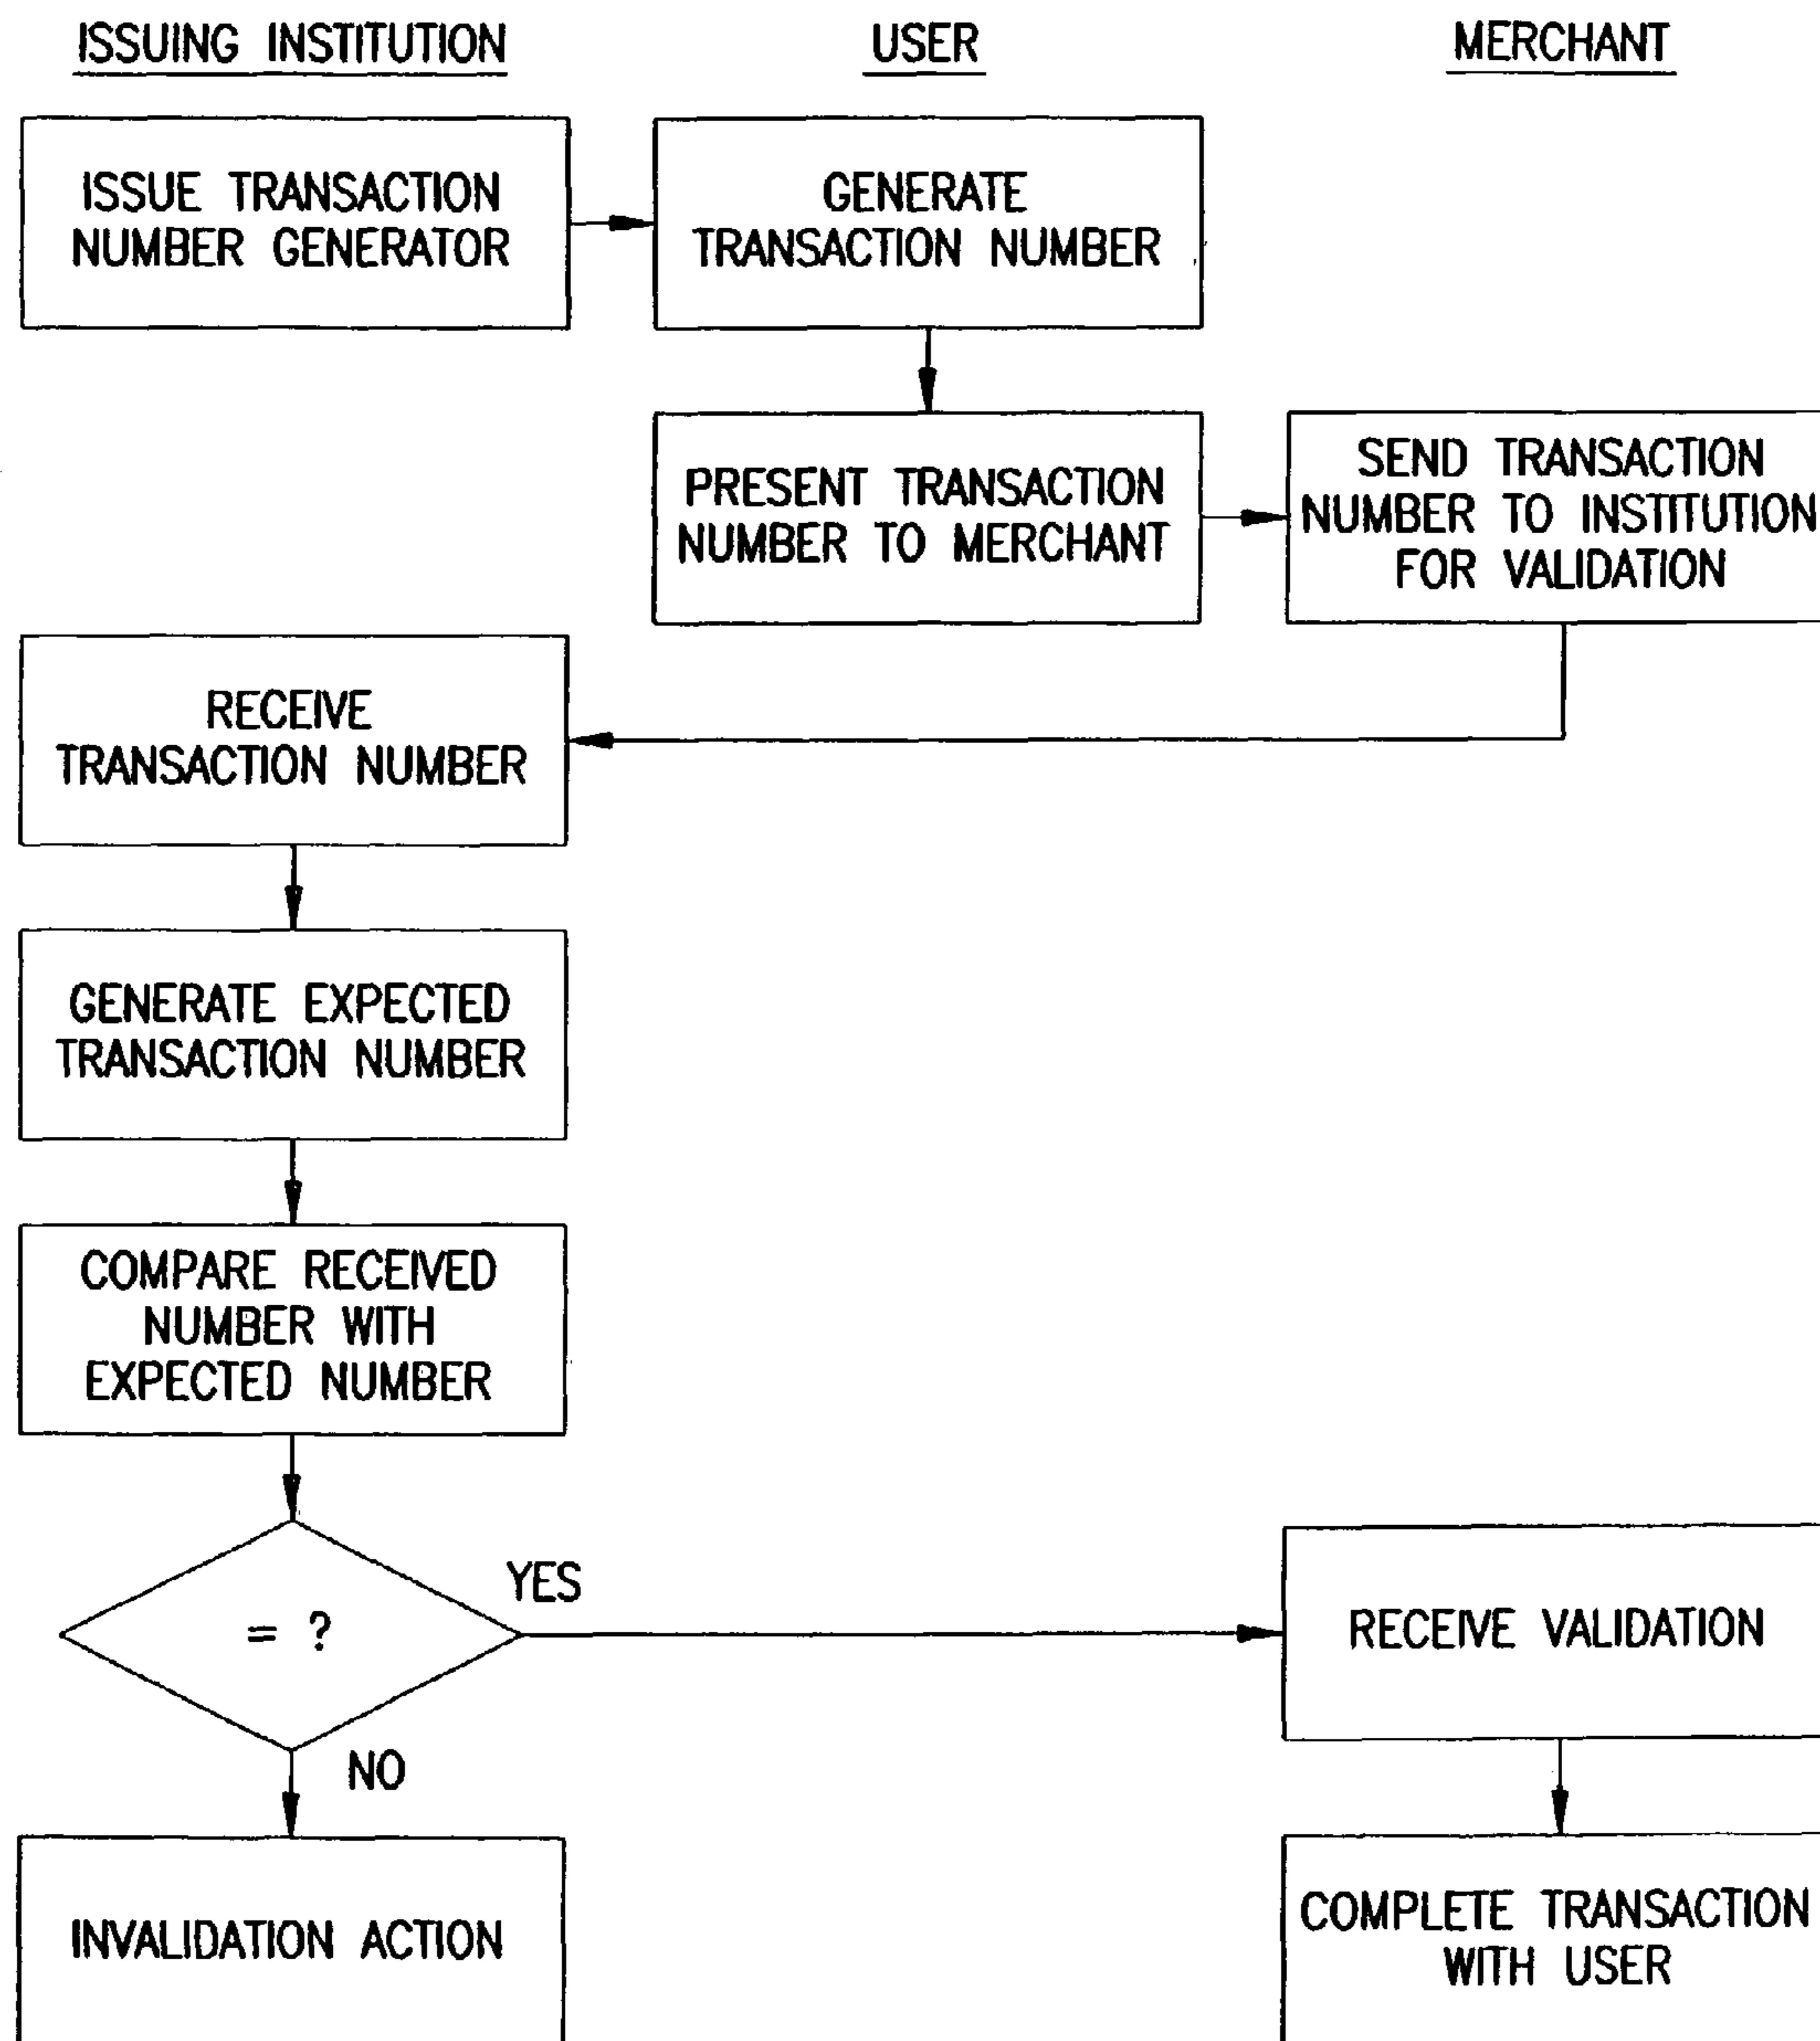 ISSUING INSTITUTION
USER
MERCHANT
ISSUE TRANSACTION
NUMBER GENERATOR
GENERATE
TRANSACTION NUMBER
PRESENT TRANSACTION
NUMBER TO MERCHANT
SEND TRANSACTION
NUMBER TO INSTITUTION
FOR VALIDATION
RECEIVE
TRANSACTION NUMBER
GENERATE EXPECTED
TRANSACTION NUMBER
COMPARE RECEIVED
NUMBER WITH
EXPECTED NUMBER
= ?
YES
NO
RECEIVE VALIDATION
INVALIDATION ACTION
COMPLETE TRANSACTION
WITH USER